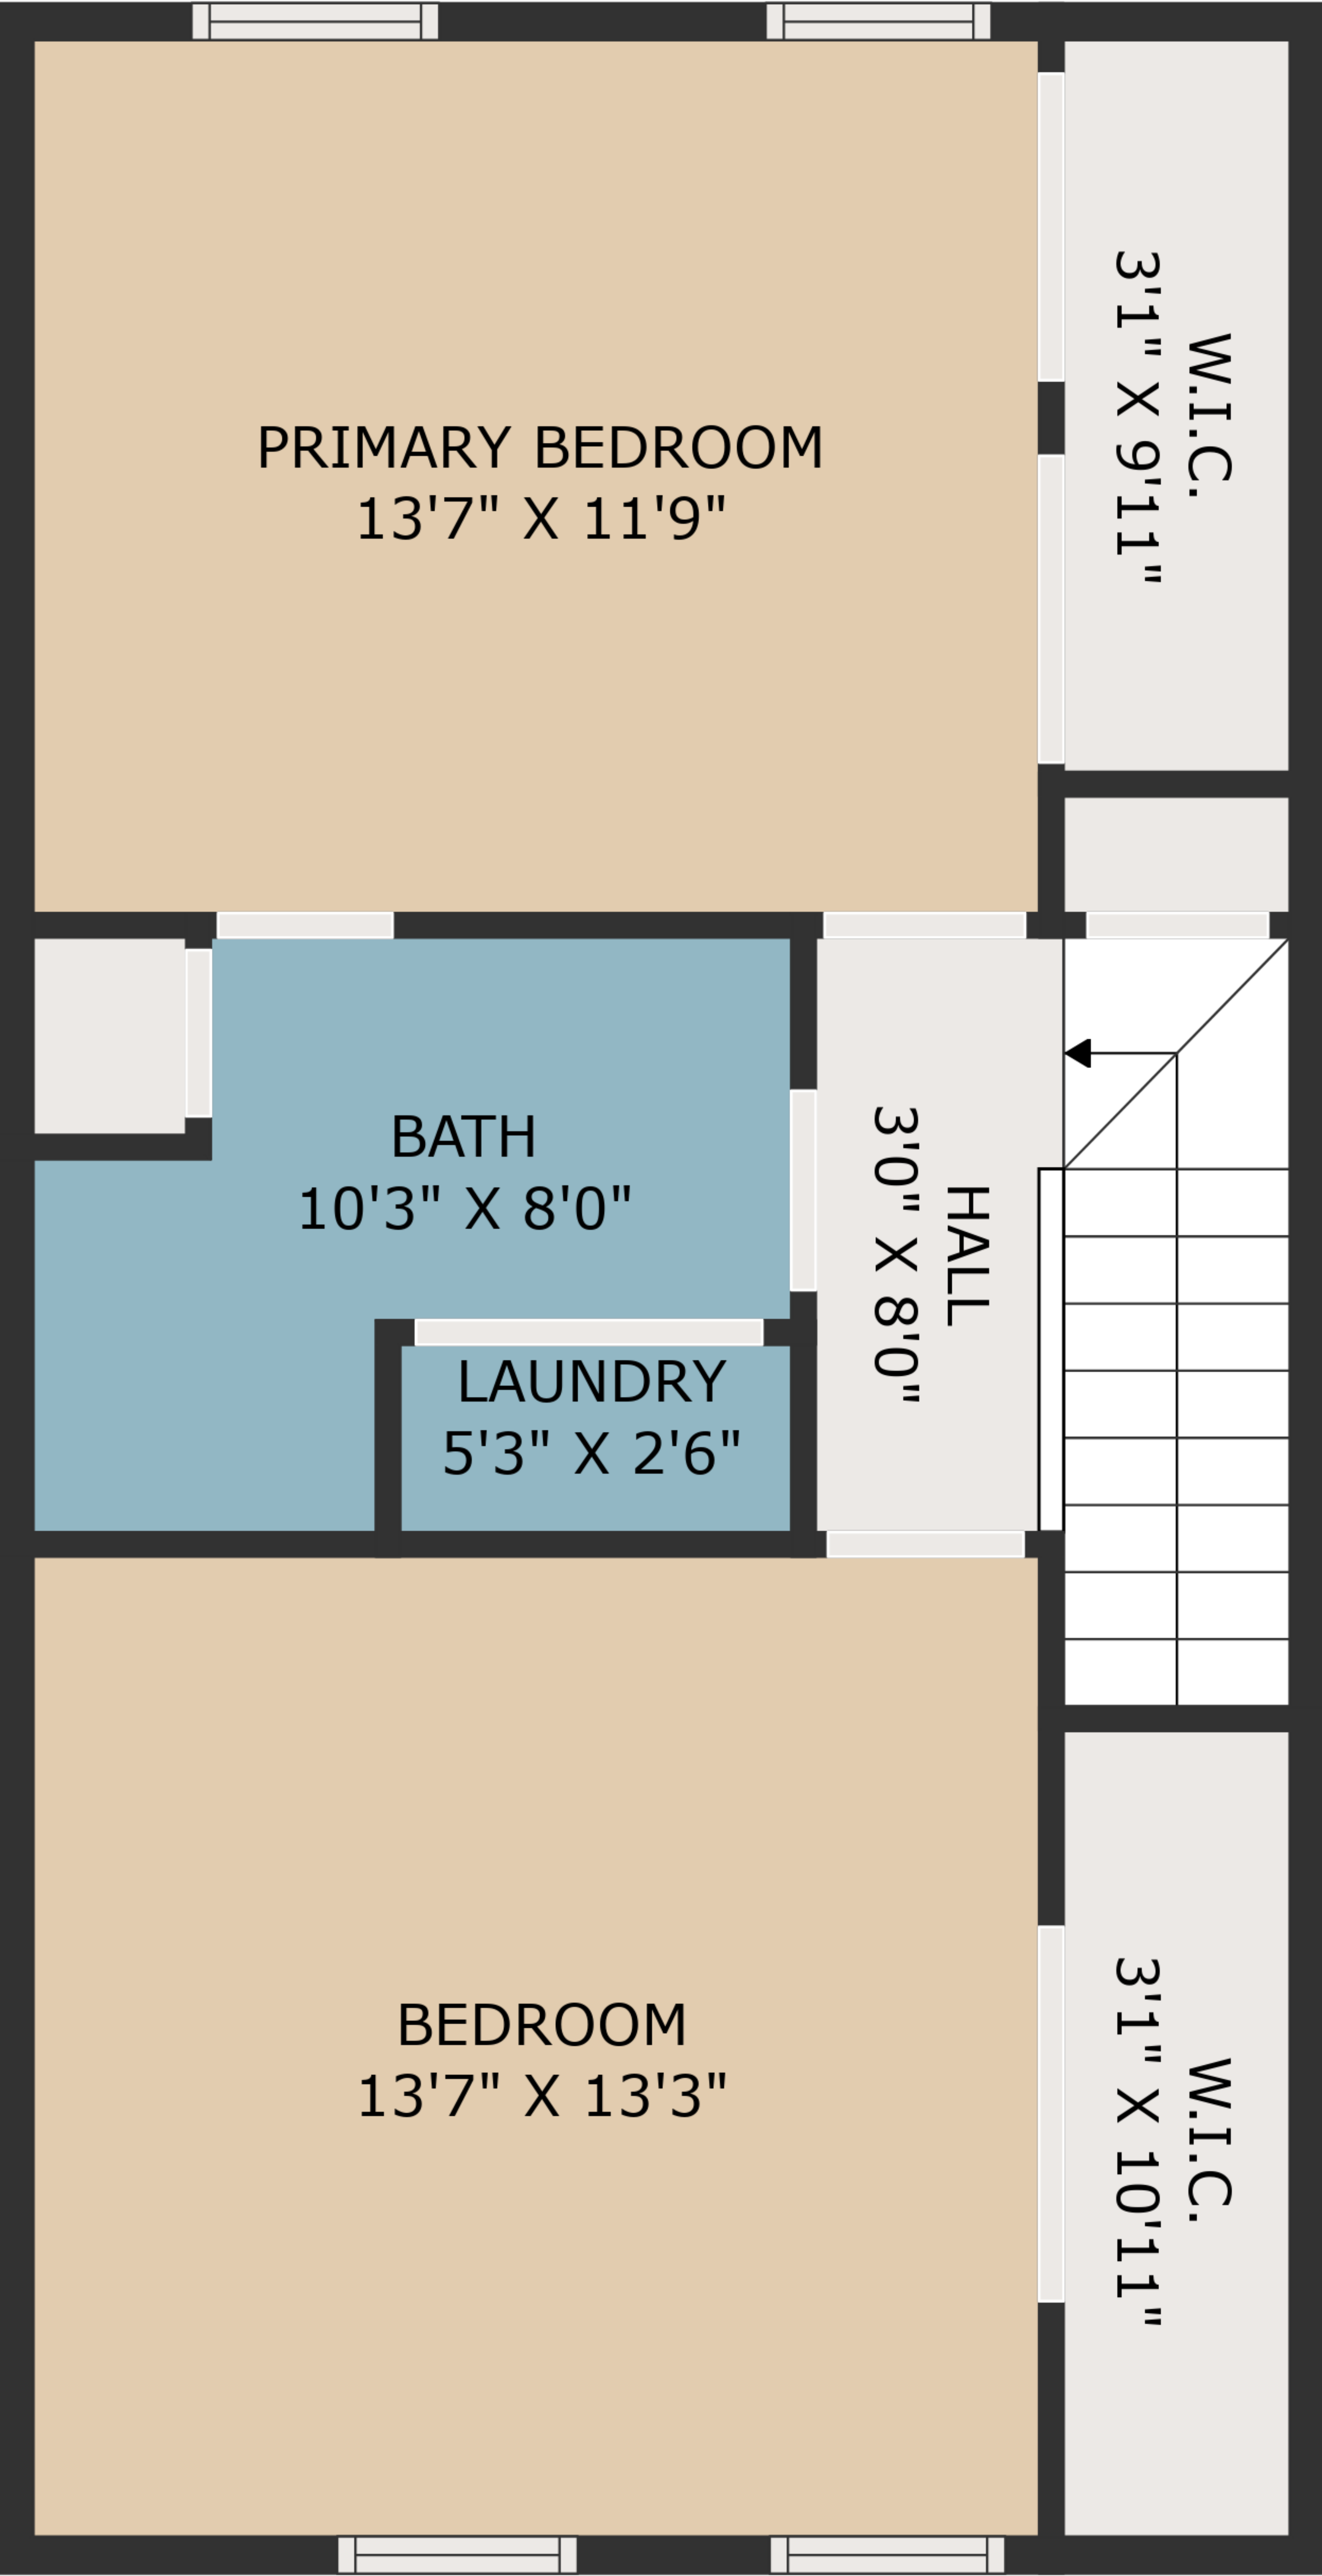 PRIMARY BEDROOM
13'7" X 11'9"
W.I.C.
3'1" X 9'11"
BATH
10'3" X 8'0"
HALL
3'0" X 8'0"
LAUNDRY
5'3" X 2'6"
BEDROOM
13'7" X 13'3"
W.I.C.
3'1" X 10'11"